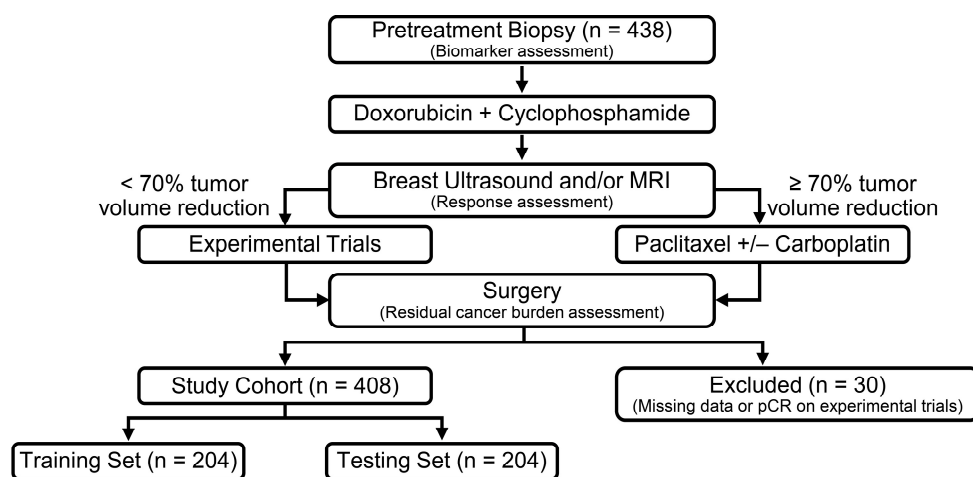 Pretreatment Biopsy (n = 438)
(Biomarker assessment)
Doxorubicin + Cyclophosphamide
Breast Ultrasound and/or MRI
(Response assessment)
< 70% tumor
volume reduction
≥ 70% tumor
volume reduction
Experimental Trials
Paclitaxel +/– Carboplatin
Surgery
(Residual cancer burden assessment)
Study Cohort (n = 408)
Excluded (n = 30)
(Missing data or pCR on experimental trials)
Training Set (n = 204)
Testing Set (n = 204)